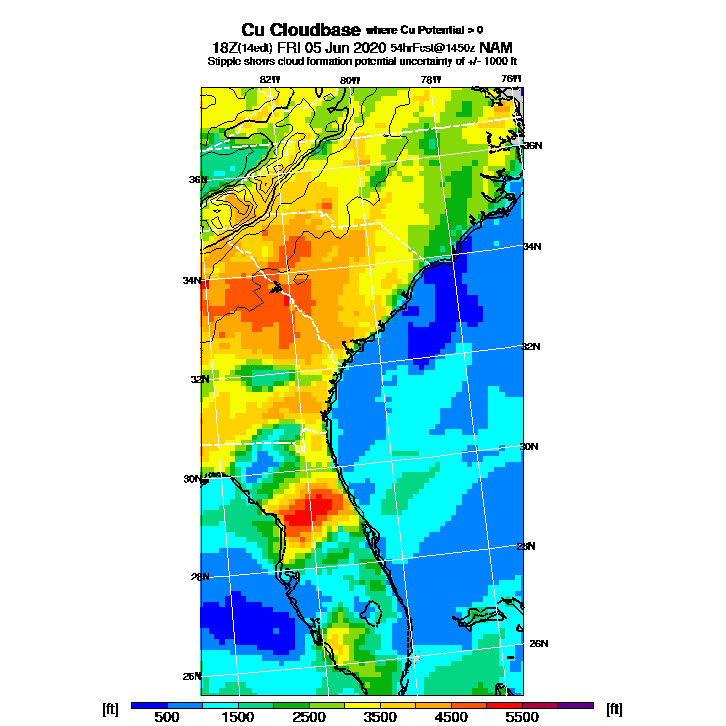 Cu Cloudbase where Cu Potential > 0
18Z(14edt) FRI 05 Jun 2020 54hrFcst@1450z NAM
Stipple shows cloud formation potential uncertainty of +/- 1000 ft
82W 80W 78W 76W
36N
36N
34N
34N
32N
32N
30N
30N
28N
28N
26N
26N
[ft] 500 1500 2500 3500 4500 5500 [ft]